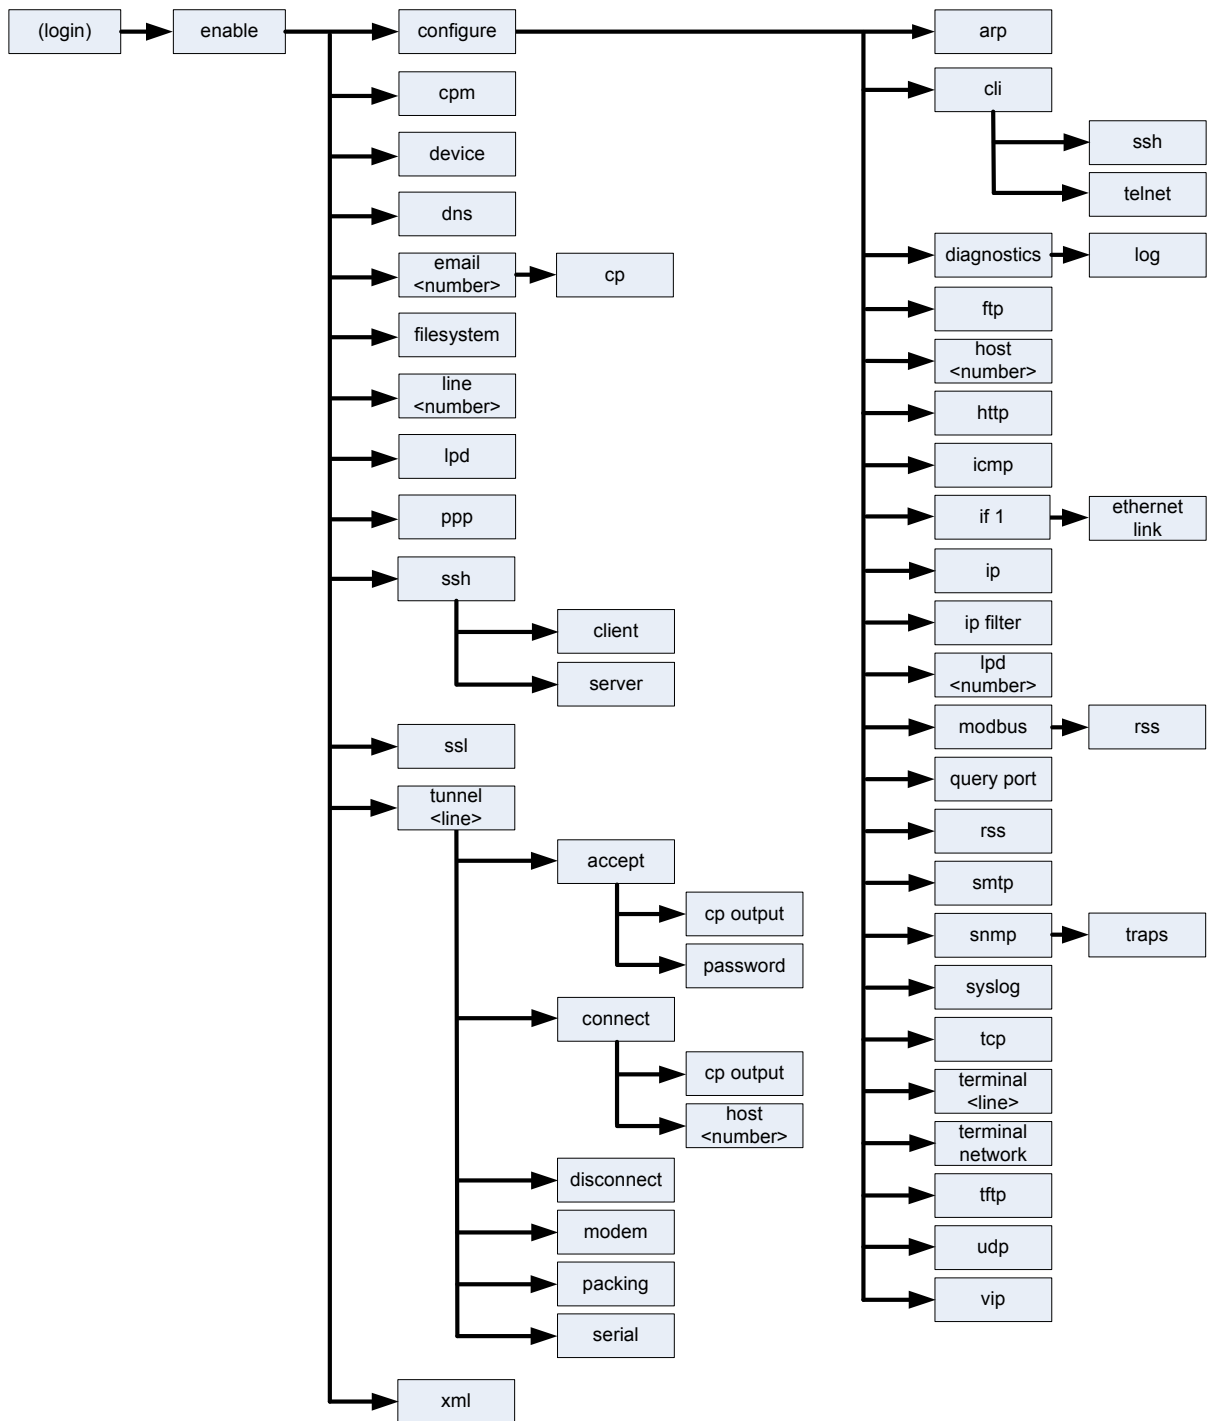 (login)
enable
configure
cpm
device
dns
email
<number>
cp
filesystem
line
<number>
lpd
ppp
ssh
client
server
ssl
tunnel
<line>
accept
cp output
password
connect
cp output
host
<number>
disconnect
modem
packing
serial
xml
arp
cli
ssh
telnet
diagnostics
log
ftp
host
<number>
http
icmp
if 1
ethernet
link
ip
ip filter
lpd
<number>
modbus
rss
query port
rss
smtp
snmp
traps
syslog
tcp
terminal
<line>
terminal
network
tftp
udp
vip